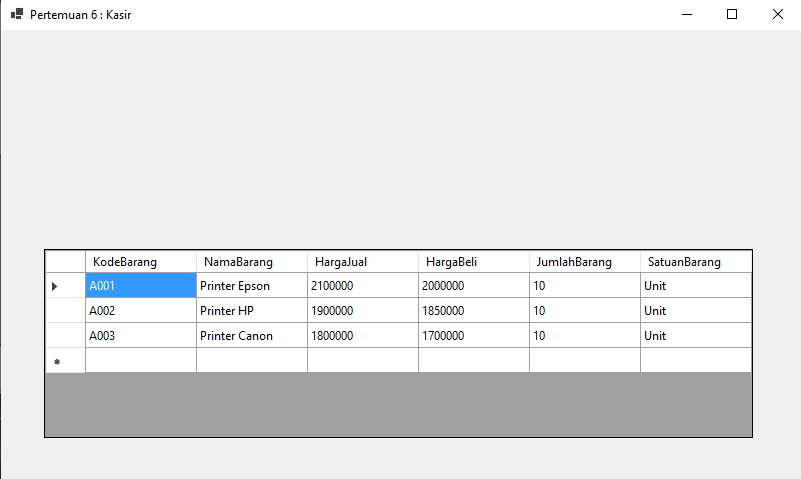 Pertemuan 6 : Kasir
KodeBarang NamaBarang HargaJual HargaBeli JumlahBarang SatuanBarang
A001 Printer Epson 2100000 2000000 10 Unit
A002 Printer HP 1900000 1850000 10 Unit
A003 Printer Canon 1800000 1700000 10 Unit